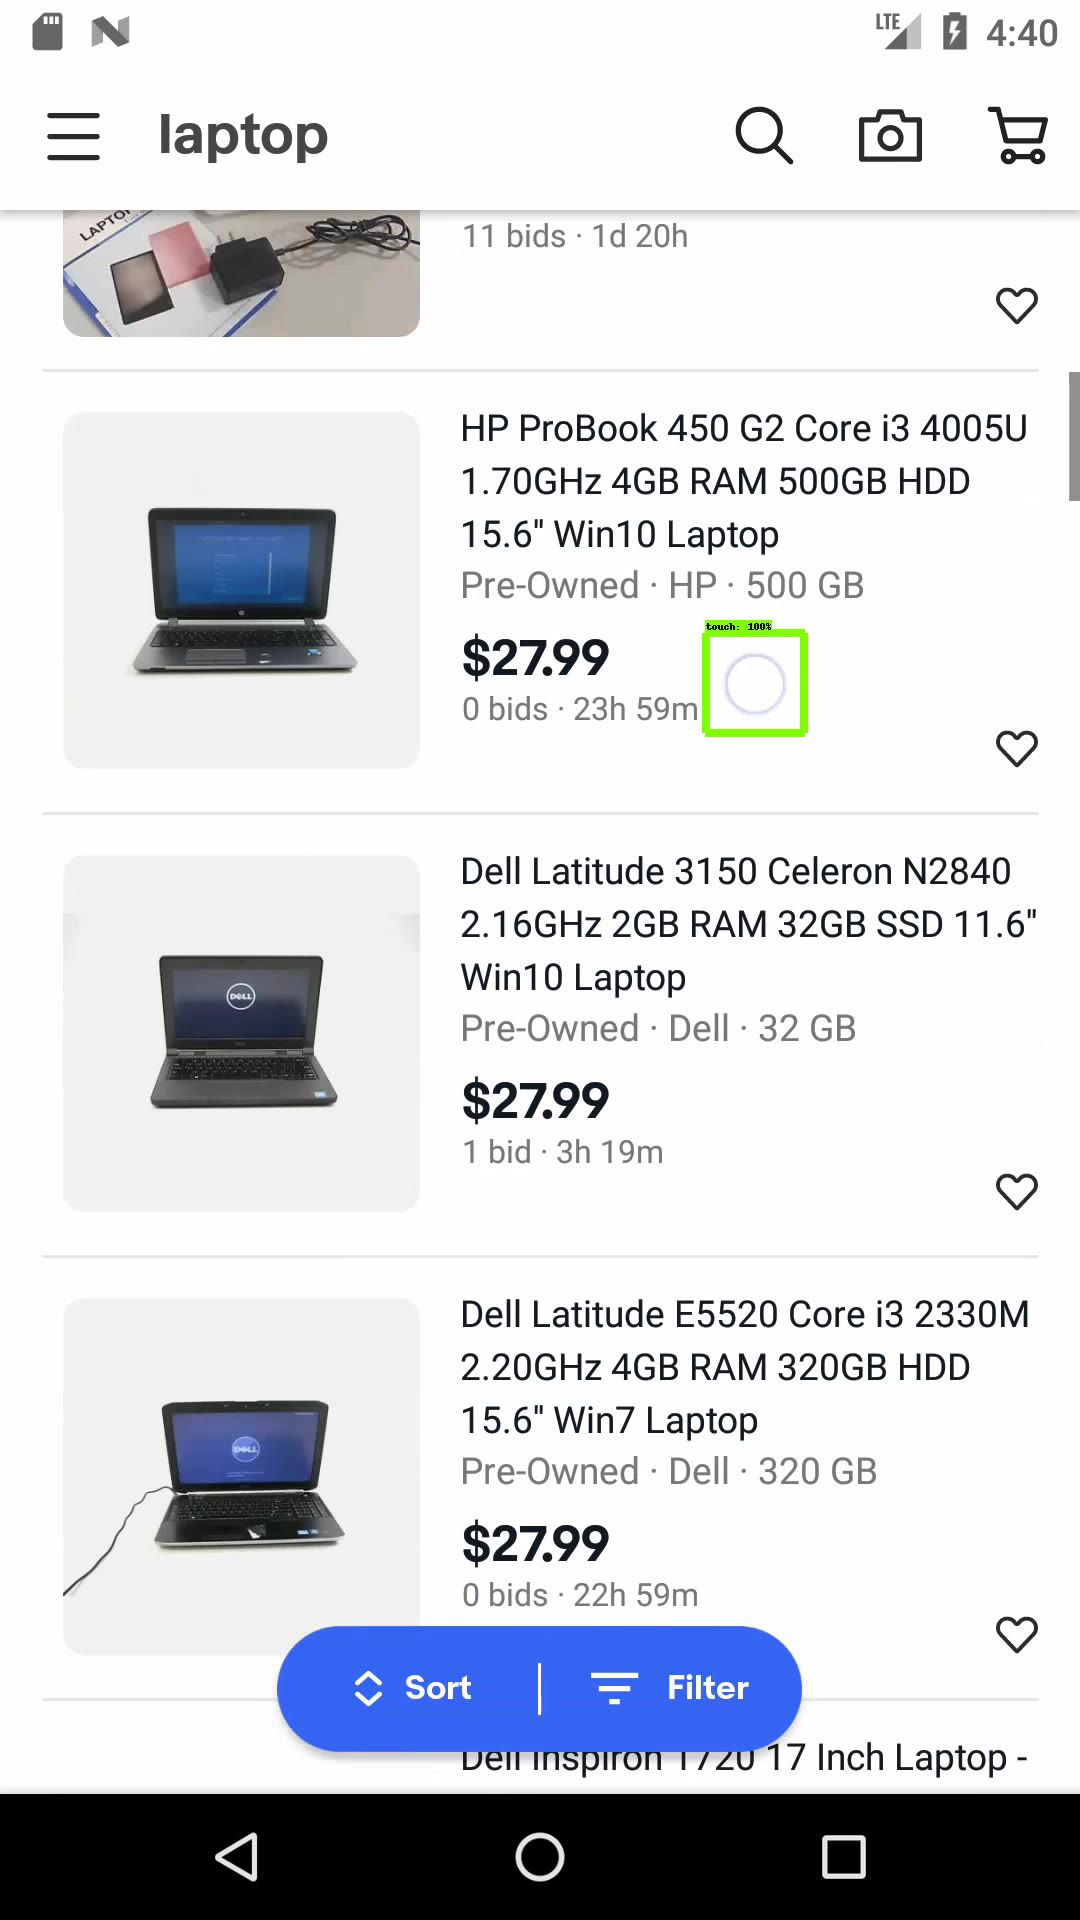 LTE 4:40
laptop
LAPTOP
11 bids · 1d 20h
HP ProBook 450 G2 Core i3 4005U
1.70GHz 4GB RAM 500GB HDD
15.6" Win10 Laptop
Pre-Owned · HP · 500 GB
touch: 100%
$27.99
0 bids · 23h 59m
Dell Latitude 3150 Celeron N2840
2.16GHz 2GB RAM 32GB SSD 11.6"
Win10 Laptop
Pre-Owned · Dell · 32 GB
DELL
$27.99
1 bid · 3h 19m
Dell Latitude E5520 Core i3 2330M
2.20GHz 4GB RAM 320GB HDD
15.6" Win7 Laptop
Pre-Owned · Dell · 320 GB
DELL
$27.99
0 bids · 22h 59m
Sort
Filter
Dell Inspiron 1720 17 Inch Laptop -